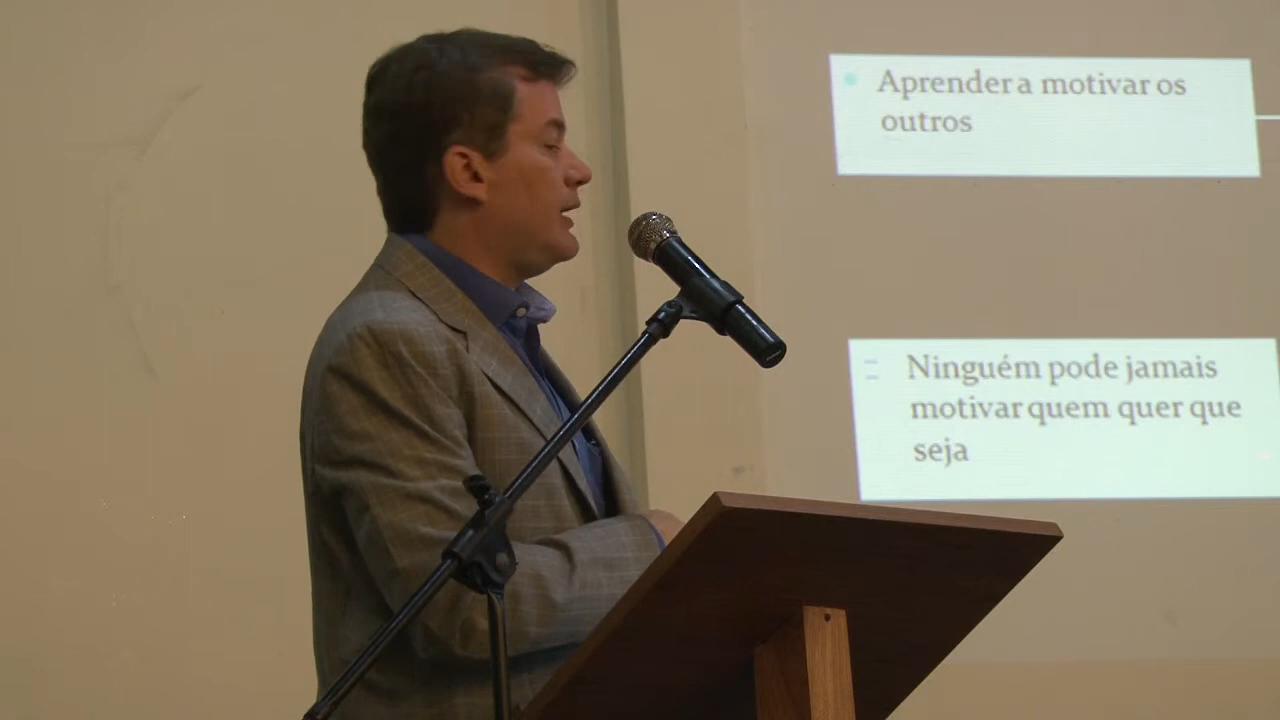 Aprender a motivar os
outros
Ninguém pode jamais
motivar quem quer que
seja